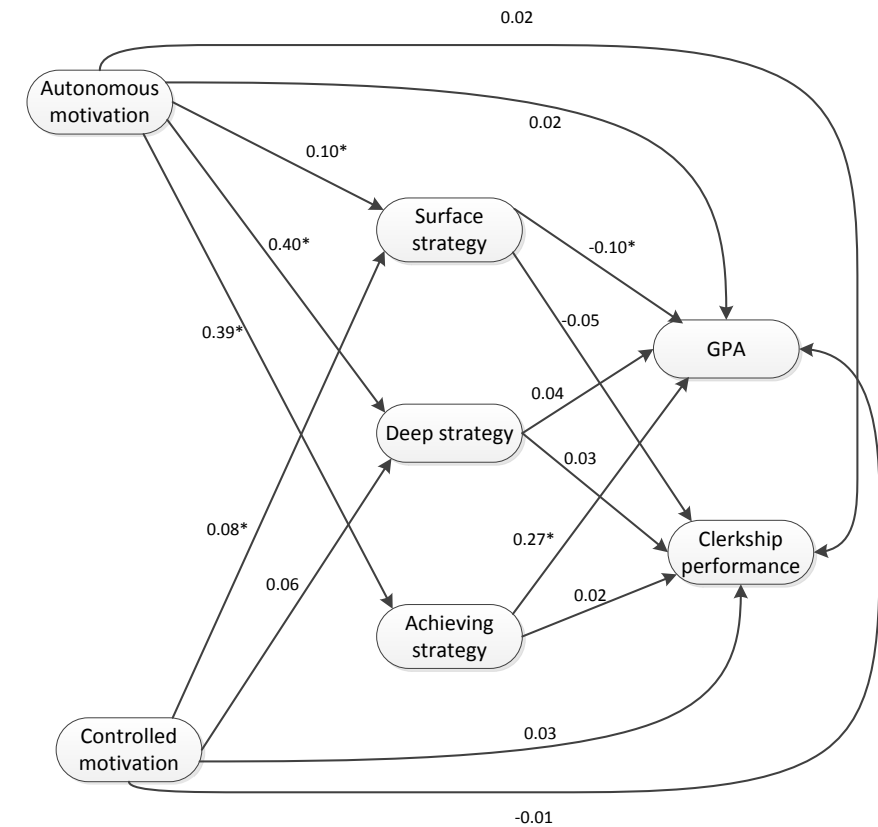 0.02
Autonomous
motivation
0.02
0.10*
Surface
strategy
0.40*
-0.10*
0.39*
-0.05
GPA
0.04
Deep strategy
0.03
0.08*
0.27*
Clerkship
performance
0.06
0.02
Achieving
strategy
Controlled
motivation
0.03
-0.01